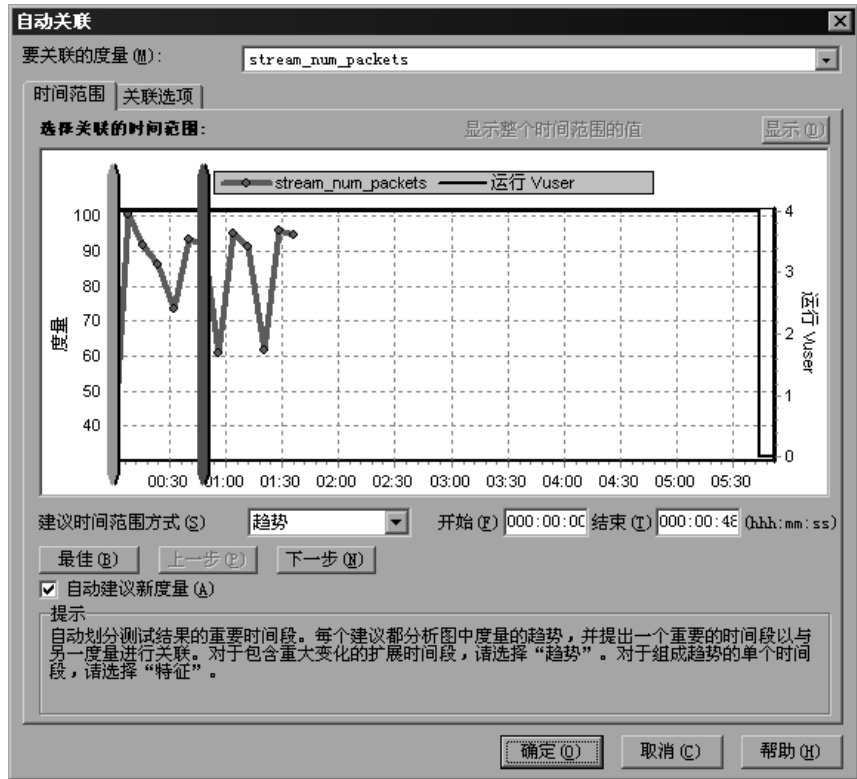 自动关联
要关联的度量(M): stream_num_packets
时间范围 关联选项
选择关联的时间范围: 显示整个时间范围的值 显示(D)
stream_num_packets 运行 Vuser
100
90
80
70
60
50
40
度量
4
3
2
1
0
运行 Vuser
00:30 01:00 01:30 02:00 02:30 03:00 03:30 04:00 04:30 05:00 05:30
建议时间范围方式(S) 趋势 开始(F) 000:00:00 结束(T) 000:00:48 (hhh:mm:ss)
最佳(B) 上一步(P) 下一步(N)
自动建议新度量(A)
提示
自动划分测试结果的重要时间段。每个建议都分析图中度量的趋势，并提出一个重要的时间段以与
另一度量进行关联。对于包含重大变化的扩展时间段，请选择“趋势”。对于组成趋势的单个时间
段，请选择“特征”。
确定(O) 取消(C) 帮助(H)